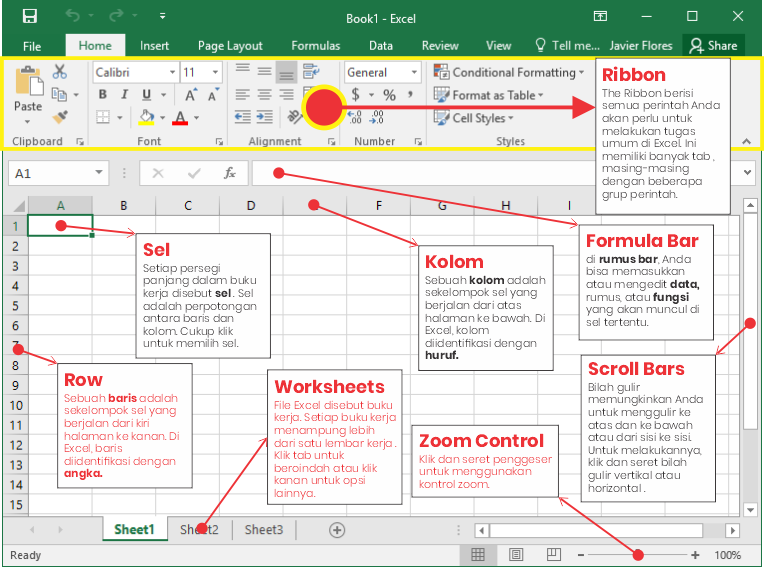 Book1 - Excel
File Home Insert Page Layout Formulas Data Review View Tell me... Javier Flores Share
Paste
Clipboard
Calibri 11
B I U A A
A
Font
Alignment
General
$ % ,
.0 .00
.00 .0
Number
Conditional Formatting
Format as Table
Cell Styles
Styles
Ribbon
The Ribbon berisi
semua perintah Anda
akan perlu untuk
melakukan tugas
umum di Excel. Ini
memiliki banyak tab ,
masing-masing
dengan beberapa
grup perintah.
A1 fx
A B C D F G H I
1
2
3
4
5
6
7
8
9
10
11
12
13
14
15
Sel
Setiap persegi
panjang dalam buku
kerja disebut sel . Sel
adalah perpotongan
antara baris dan
kolom. Cukup klik
untuk memilih sel.
Kolom
Sebuah kolom adalah
sekelompok sel yang
berjalan dari atas
halaman ke bawah. Di
Excel, kolom
diidentifikasi dengan
huruf.
Formula Bar
di rumus bar, Anda
bisa memasukkan
atau mengedit data,
rumus, atau fungsi
yang akan muncul di
sel tertentu.
Row
Sebuah baris adalah
sekelompok sel yang
berjalan dari kiri
halaman ke kanan. Di
Excel, baris
diidentifikasi dengan
angka.
Worksheets
File Excel disebut buku
kerja. Setiap buku kerja
menampung lebih
dari satu lembar kerja .
Klik tab untuk
beroindah atau klik
kanan untuk opsi
lainnya.
Zoom Control
Klik dan seret penggeser
untuk menggunakan
kontrol zoom.
Scroll Bars
Bilah gulir
memungkinkan Anda
untuk menggulir ke
atas dan ke bawah
atau dari sisi ke sisi.
Untuk melakukannya,
klik dan seret bilah
gulir vertikal atau
horizontal .
Sheet1 Sheet2 Sheet3
Ready 100%